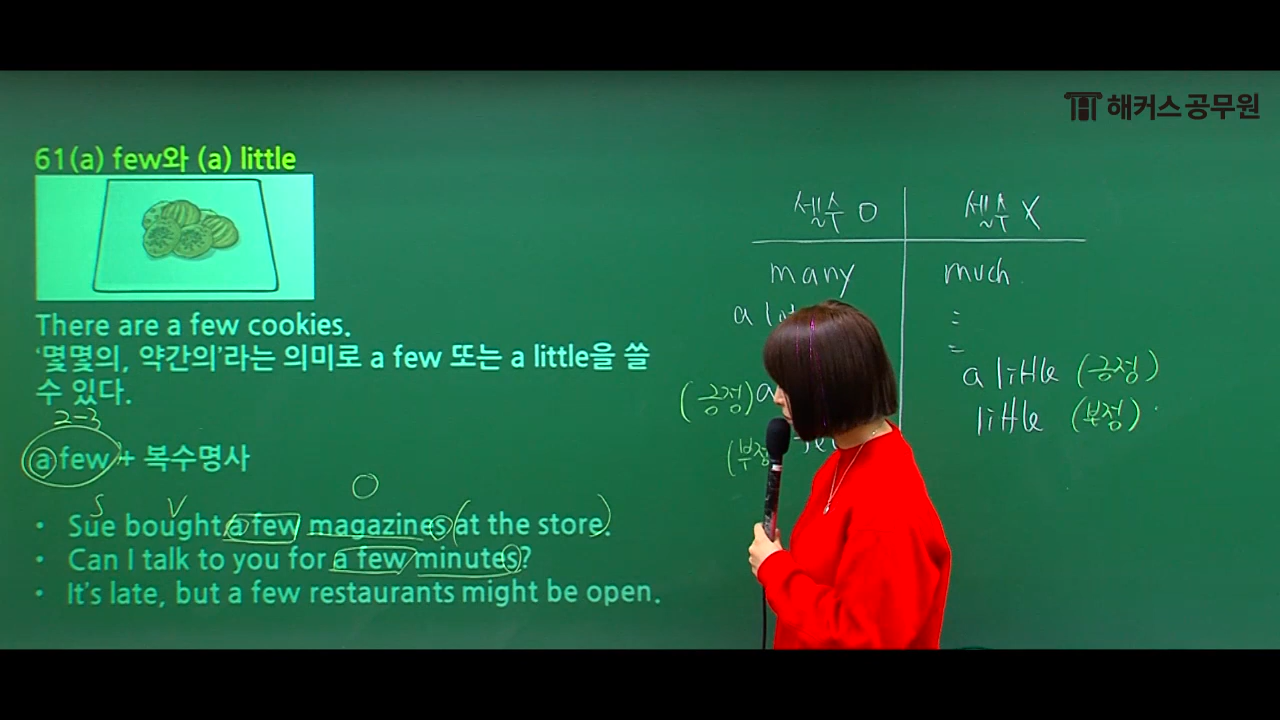 해커스 공무원
61(a) few와 (a) little
There are a few cookies.
‘몇몇의, 약간의’라는 의미로 a few 또는 a little을 쓸
수 있다.
2-3
a few + 복수명사
S V O
• Sue bought a few magazines (at the store).
• Can I talk to you for a few minutes?
• It’s late, but a few restaurants might be open.
셀수 O 셀수 X
many much
a =
=
(긍정) a a little (긍정)
(부정 little (부정)